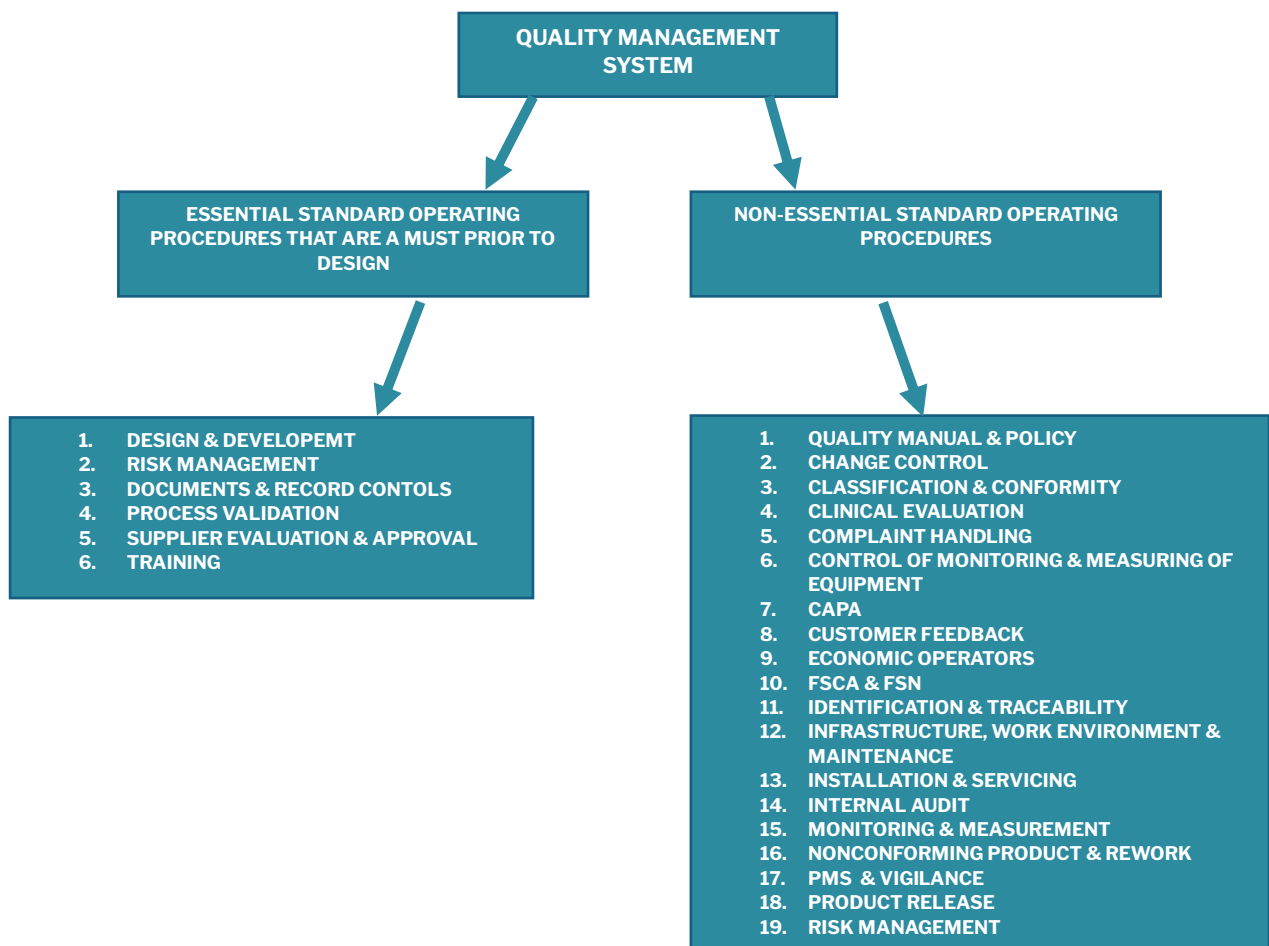 QUALITY MANAGEMENT
SYSTEM
ESSENTIAL STANDARD OPERATING
PROCEDURES THAT ARE A MUST PRIOR TO
DESIGN
NON-ESSENTIAL STANDARD OPERATING
PROCEDURES
1. DESIGN & DEVELOPEMT
2. RISK MANAGEMENT
3. DOCUMENTS & RECORD CONTOLS
4. PROCESS VALIDATION
5. SUPPLIER EVALUATION & APPROVAL
6. TRAINING
1. QUALITY MANUAL & POLICY
2. CHANGE CONTROL
3. CLASSIFICATION & CONFORMITY
4. CLINICAL EVALUATION
5. COMPLAINT HANDLING
6. CONTROL OF MONITORING & MEASURING OF
EQUIPMENT
7. CAPA
8. CUSTOMER FEEDBACK
9. ECONOMIC OPERATORS
10. FSCA & FSN
11. IDENTIFICATION & TRACEABILITY
12. INFRASTRUCTURE, WORK ENVIRONMENT &
MAINTENANCE
13. INSTALLATION & SERVICING
14. INTERNAL AUDIT
15. MONITORING & MEASUREMENT
16. NONCONFORMING PRODUCT & REWORK
17. PMS & VIGILANCE
18. PRODUCT RELEASE
19. RISK MANAGEMENT